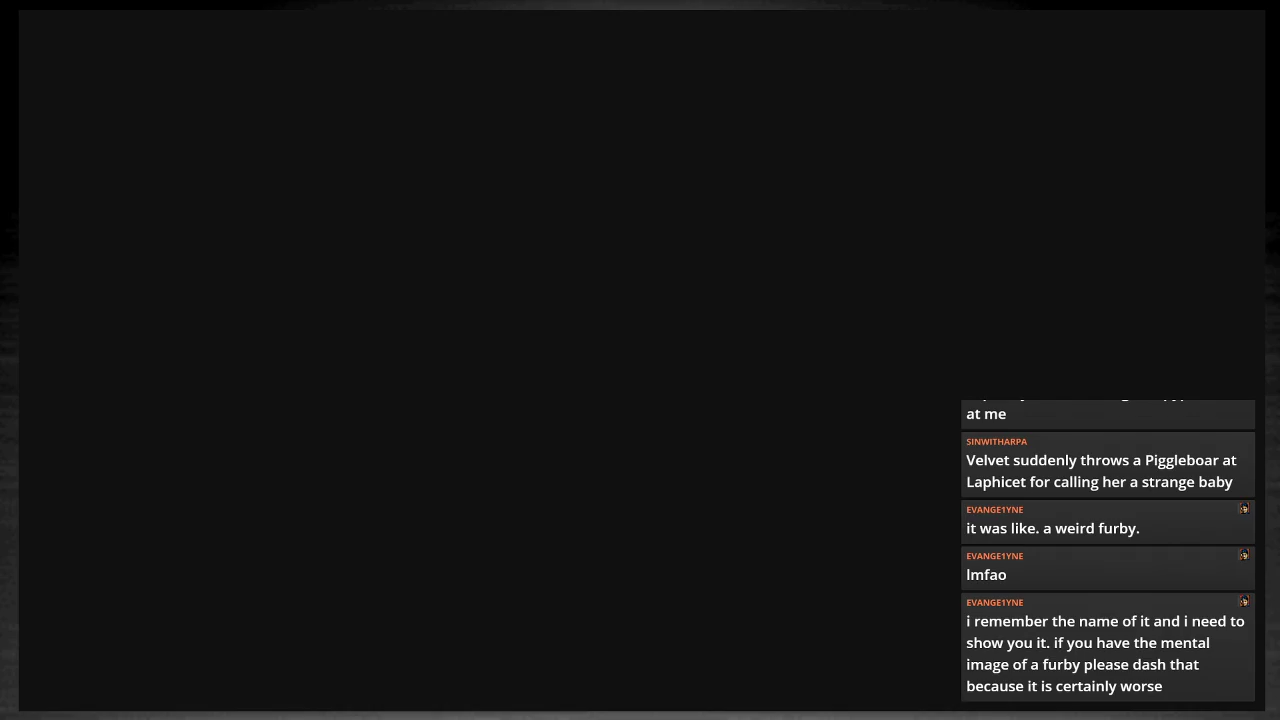 at me
SINWITHARPA
Velvet suddenly throws a Piggleboar at
Laphicet for calling her a strange baby
EVANGE1YNE
it was like. a weird furby.
EVANGE1YNE
lmfao
EVANGE1YNE
i remember the name of it and i need to
show you it. if you have the mental
image of a furby please dash that
because it is certainly worse